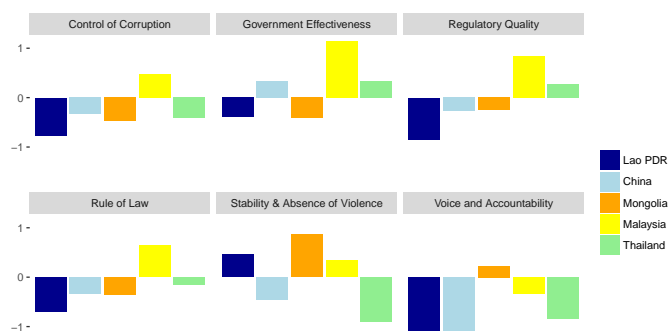 Control of Corruption
Government Effectiveness
Regulatory Quality
1
0
−1
Rule of Law
Stability & Absence of Violence
Voice and Accountability
1
0
−1
Lao PDR
China
Mongolia
Malaysia
Thailand